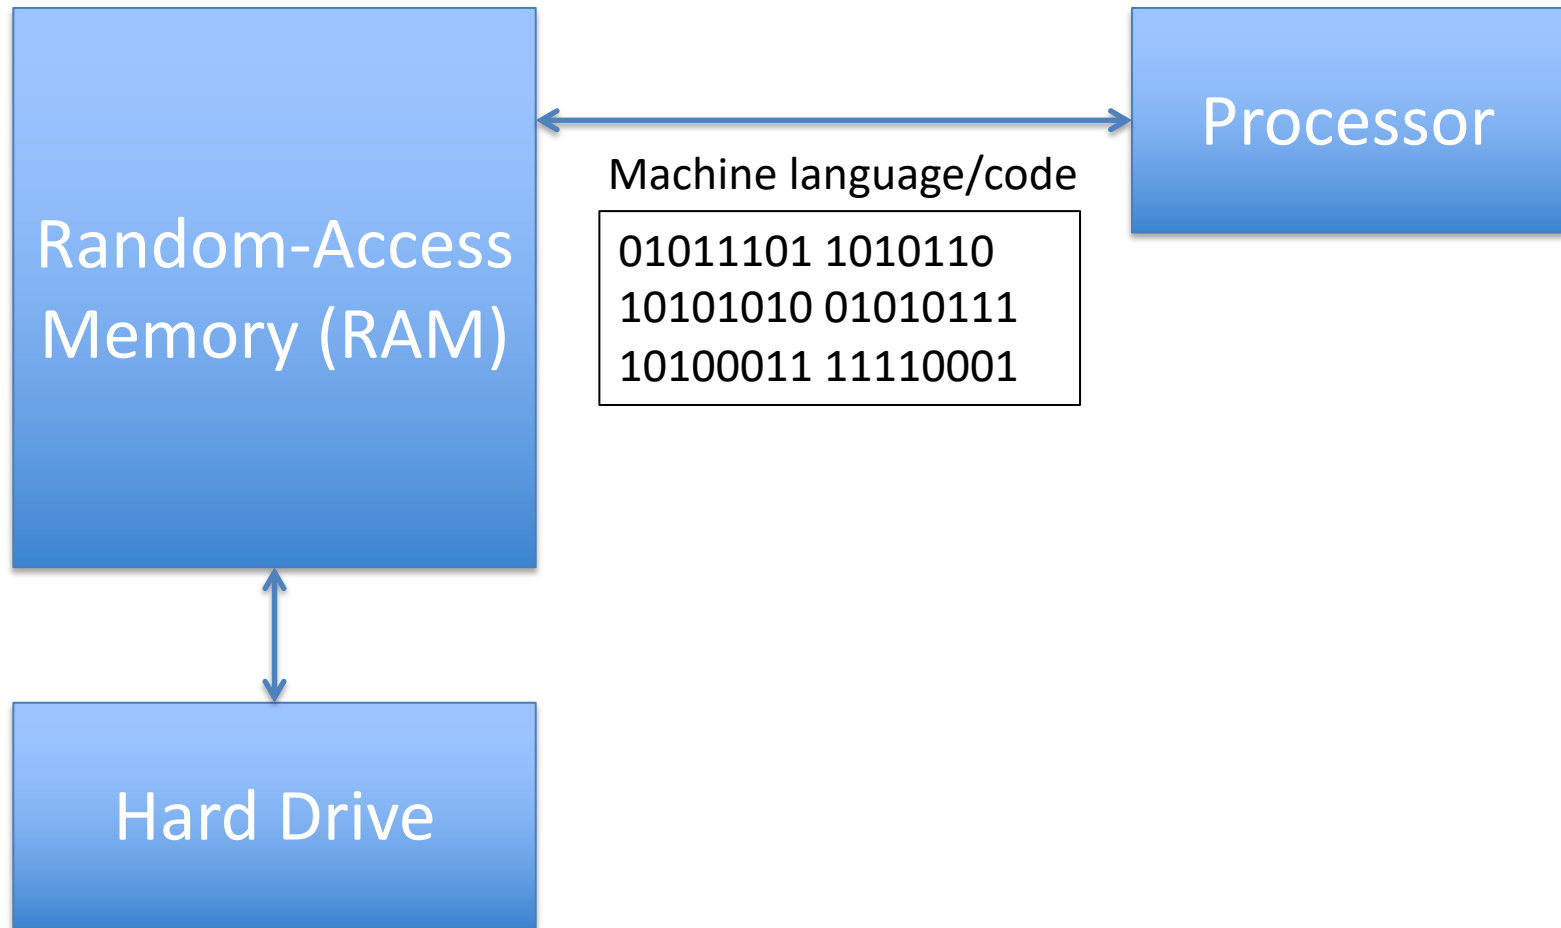 Random-Access
Memory (RAM)
Processor
Machine language/code
01011101 1010110
10101010 01010111
10100011 11110001
Hard Drive